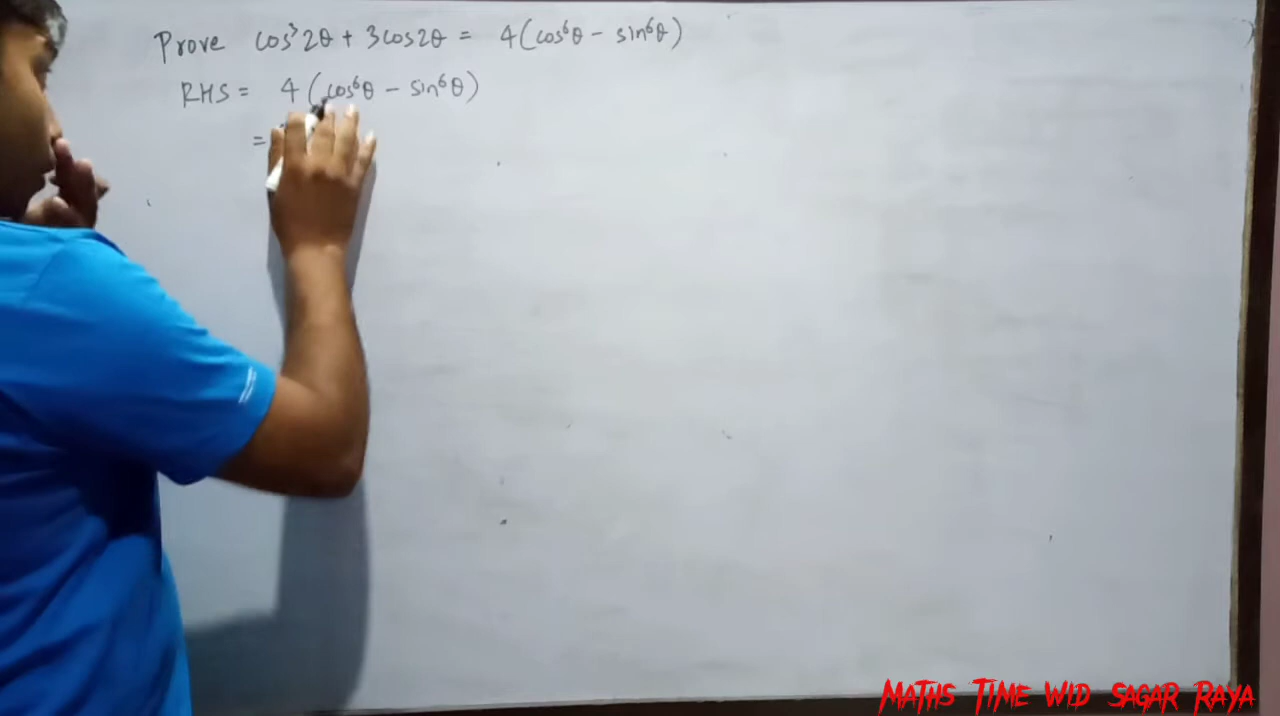 Prove cos³2θ + 3cos2θ = 4(cos⁶θ - sin⁶θ)
RHS = 4(cos⁶θ - sin⁶θ)
=
MATHS TIME WID SAGAR RAYA